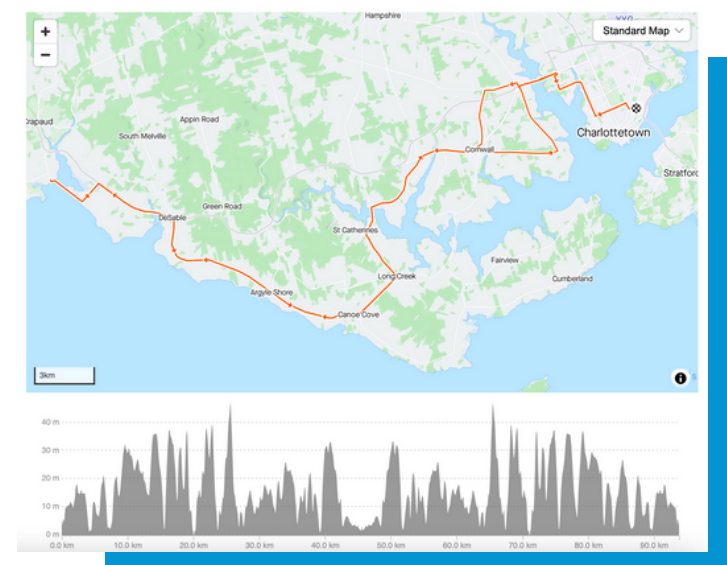 Hampshire
YYG
+
Standard Map
−
Crapaud
Appin Road
South Melville
Charlottetown
Cornwall
Stratford
Green Road
DeSable
St Catherines
Fairview
Long Creek
Cumberland
Argyle Shore
Canoe Cove
3km
40 m
30 m
20 m
10 m
0 m
0.0 km 10.0 km 20.0 km 30.0 km 40.0 km 50.0 km 60.0 km 70.0 km 80.0 km 90.0 km